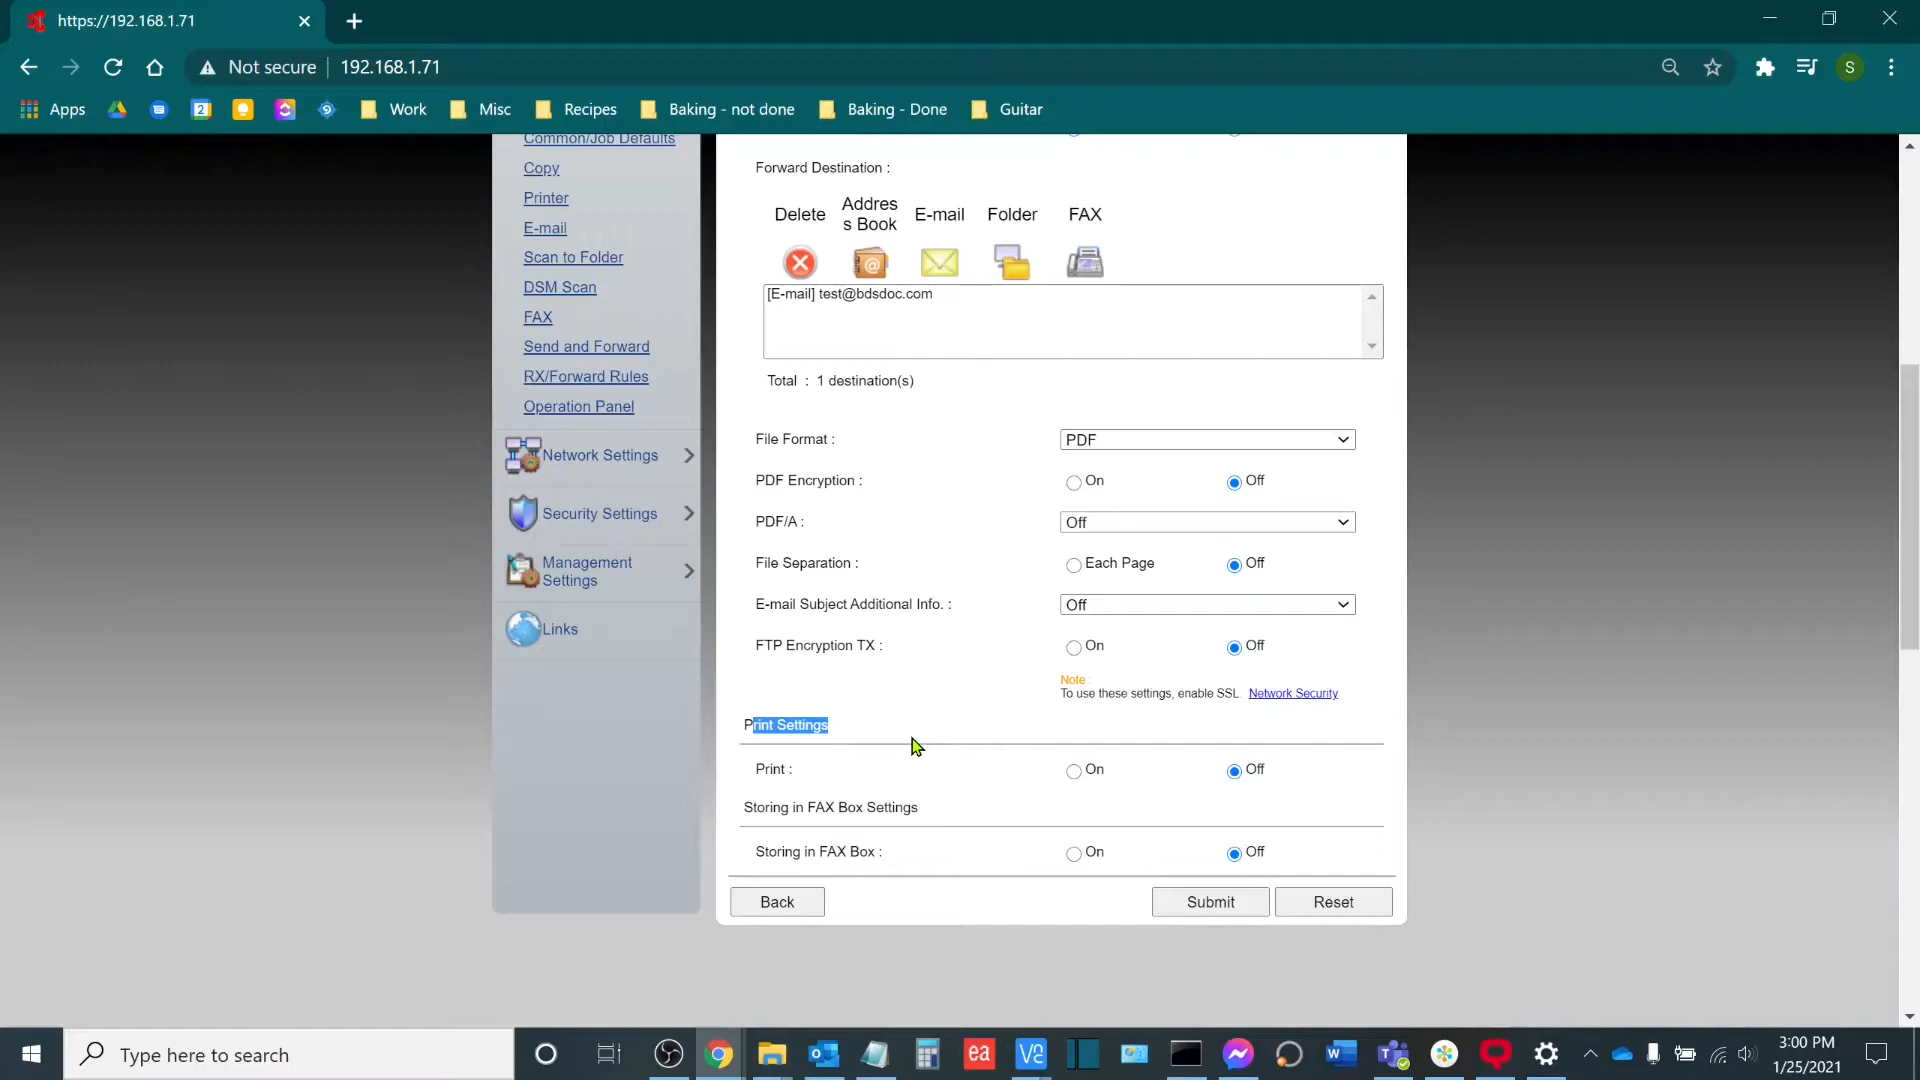 https://192.168.1.71
Not secure
192.168.1.71
S
Apps
2
Work
Misc
Recipes
Baking - not done
Baking - Done
Guitar
Common/Job Defaults
Copy
Printer
E-mail
Scan to Folder
DSM Scan
FAX
Send and Forward
RX/Forward Rules
Operation Panel
Network Settings
Security Settings
Management
Settings
Links
Forward Destination :
Delete
Addres
s Book
E-mail
Folder
FAX
[E-mail] test@bdsdoc.com
Total : 1 destination(s)
File Format :
PDF
PDF Encryption :
On
Off
PDF/A :
Off
File Separation :
Each Page
Off
E-mail Subject Additional Info. :
Off
FTP Encryption TX :
On
Off
Note :
To use these settings, enable SSL. Network Security
Print Settings
Print :
On
Off
Storing in FAX Box Settings
Storing in FAX Box :
On
Off
Back
Submit
Reset
Type here to search
ea
3:00 PM
1/25/2021